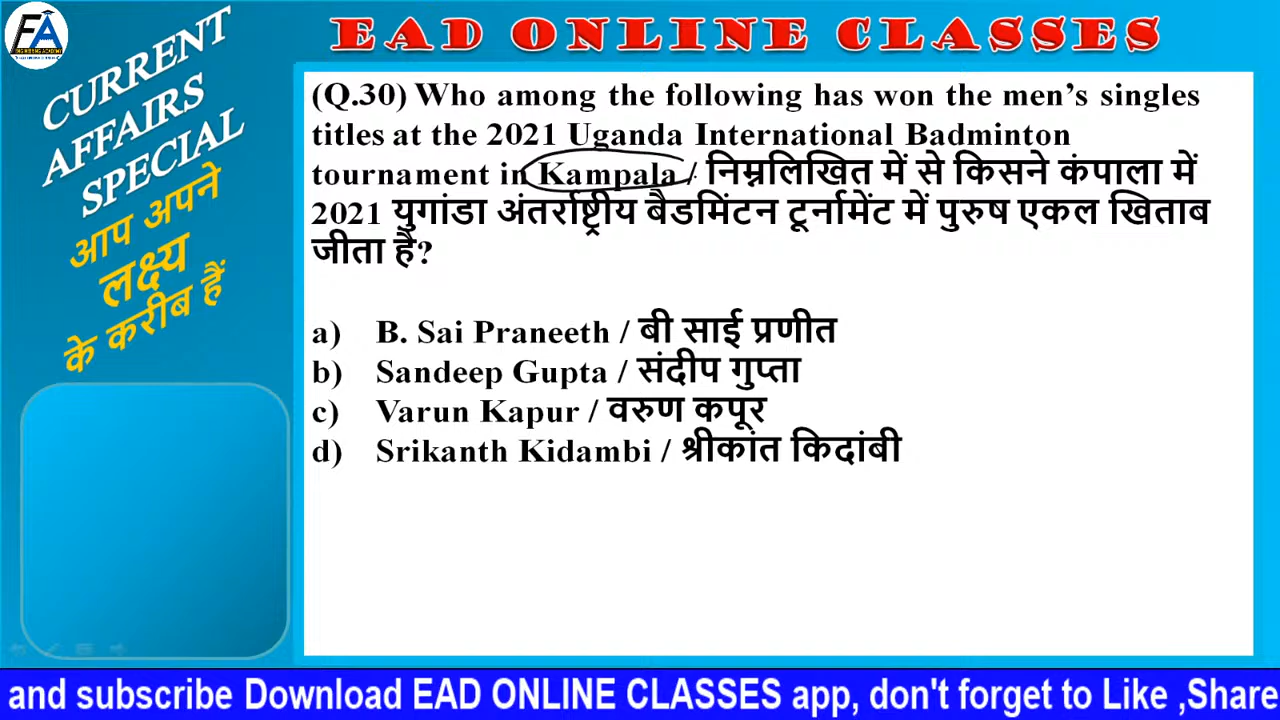 EAD ONLINE CLASSES
CURRENT
AFFAIRS
SPECIAL
आप अपने
लक्ष्य
के करीब हैं
(Q.30) Who among the following has won the men's singles
titles at the 2021 Uganda International Badminton
tournament in Kampala / निम्नलिखित में से किसने कंपाला में
2021 युगांडा अंतर्राष्ट्रीय बैडमिंटन टूर्नामेंट में पुरुष एकल खिताब
जीता है?
a) B. Sai Praneeth / बी साई प्रणीत
b) Sandeep Gupta / संदीप गुप्ता
c) Varun Kapur / वरुण कपूर
d) Srikanth Kidambi / श्रीकांत किदांबी
and subscribe Download EAD ONLINE CLASSES app, don't forget to Like ,Share